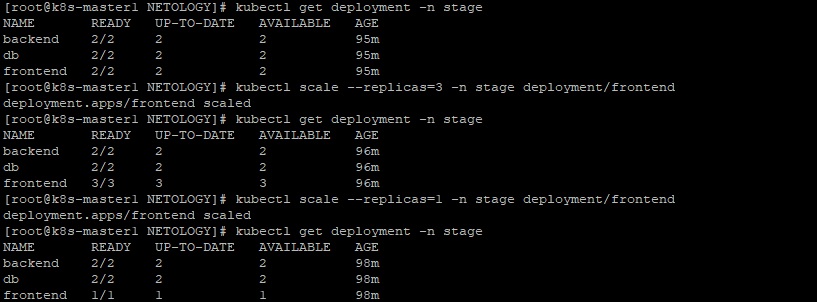 [root@k8s-master1 NETOLOGY]# kubectl get deployment -n stage
NAME       READY   UP-TO-DATE   AVAILABLE   AGE
backend    2/2     2            2           95m
db         2/2     2            2           95m
frontend   2/2     2            2           95m
[root@k8s-master1 NETOLOGY]# kubectl scale --replicas=3 -n stage deployment/frontend
deployment.apps/frontend scaled
[root@k8s-master1 NETOLOGY]# kubectl get deployment -n stage
NAME       READY   UP-TO-DATE   AVAILABLE   AGE
backend    2/2     2            2           96m
db         2/2     2            2           96m
frontend   3/3     3            3           96m
[root@k8s-master1 NETOLOGY]# kubectl scale --replicas=1 -n stage deployment/frontend
deployment.apps/frontend scaled
[root@k8s-master1 NETOLOGY]# kubectl get deployment -n stage
NAME       READY   UP-TO-DATE   AVAILABLE   AGE
backend    2/2     2            2           98m
db         2/2     2            2           98m
frontend   1/1     1            1           98m